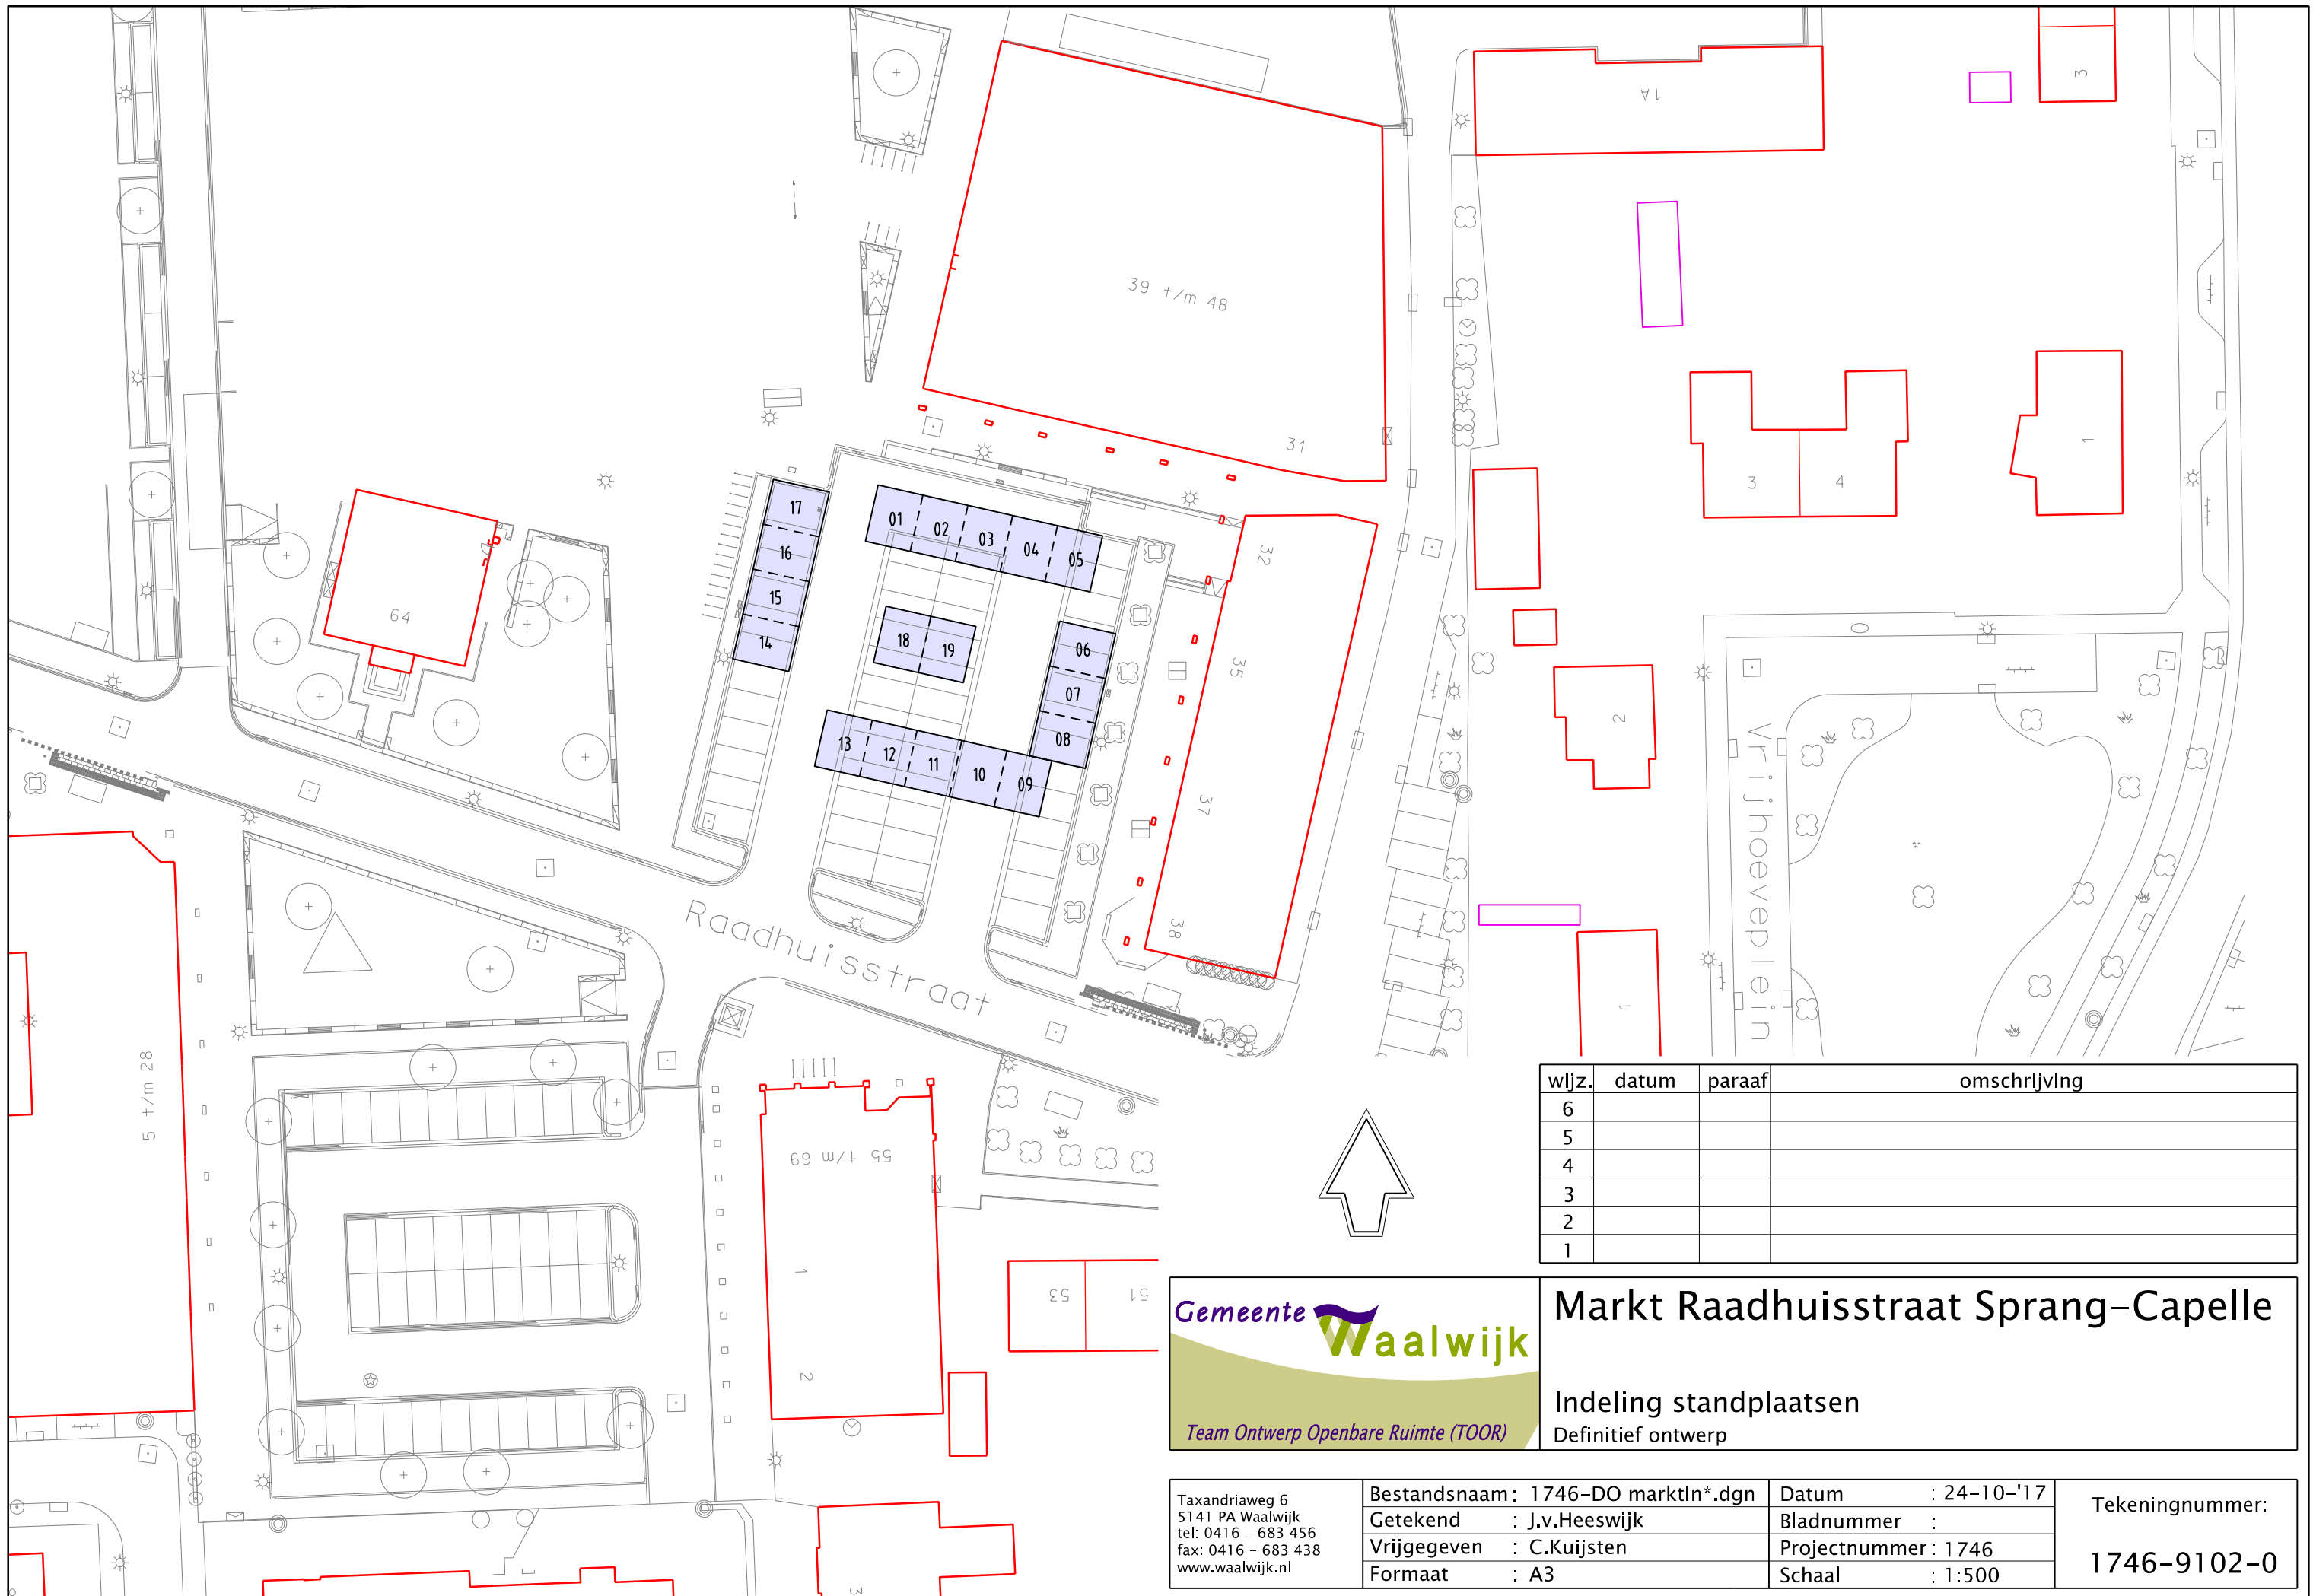 1A
3
39 t/m 48
31
17
16
15
14
01
02
03
04
05
18
19
06
07
08
13
12
11
10
09
64
32
35
37
38
3
4
1
2
1
Vrijhoeveplein
Raadhuisstraat
5 t/m 28
55 t/m 69
1
2
53
51
3
wijz. datum paraaf omschrijving
6
5
4
3
2
1
Gemeente Waalwijk
Team Ontwerp Openbare Ruimte (TOOR)
Markt Raadhuisstraat Sprang-Capelle
Indeling standplaatsen
Definitief ontwerp
Taxandriaweg 6
5141 PA Waalwijk
tel: 0416 - 683 456
fax: 0416 - 683 438
www.waalwijk.nl
Bestandsnaam : 1746-DO marktin*.dgn
Getekend : J.v.Heeswijk
Vrijgegeven : C.Kuijsten
Formaat : A3
Datum : 24-10-'17
Bladnummer :
Projectnummer : 1746
Schaal : 1:500
Tekeningnummer:
1746-9102-0